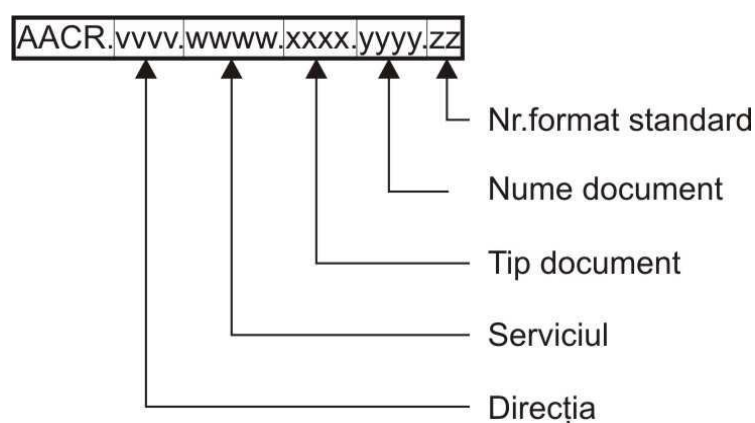 AACR.vvvv.wwww.xxxx.yyyy.zz
Nr.format standard
Nume document
Tip document
Serviciul
Direcția